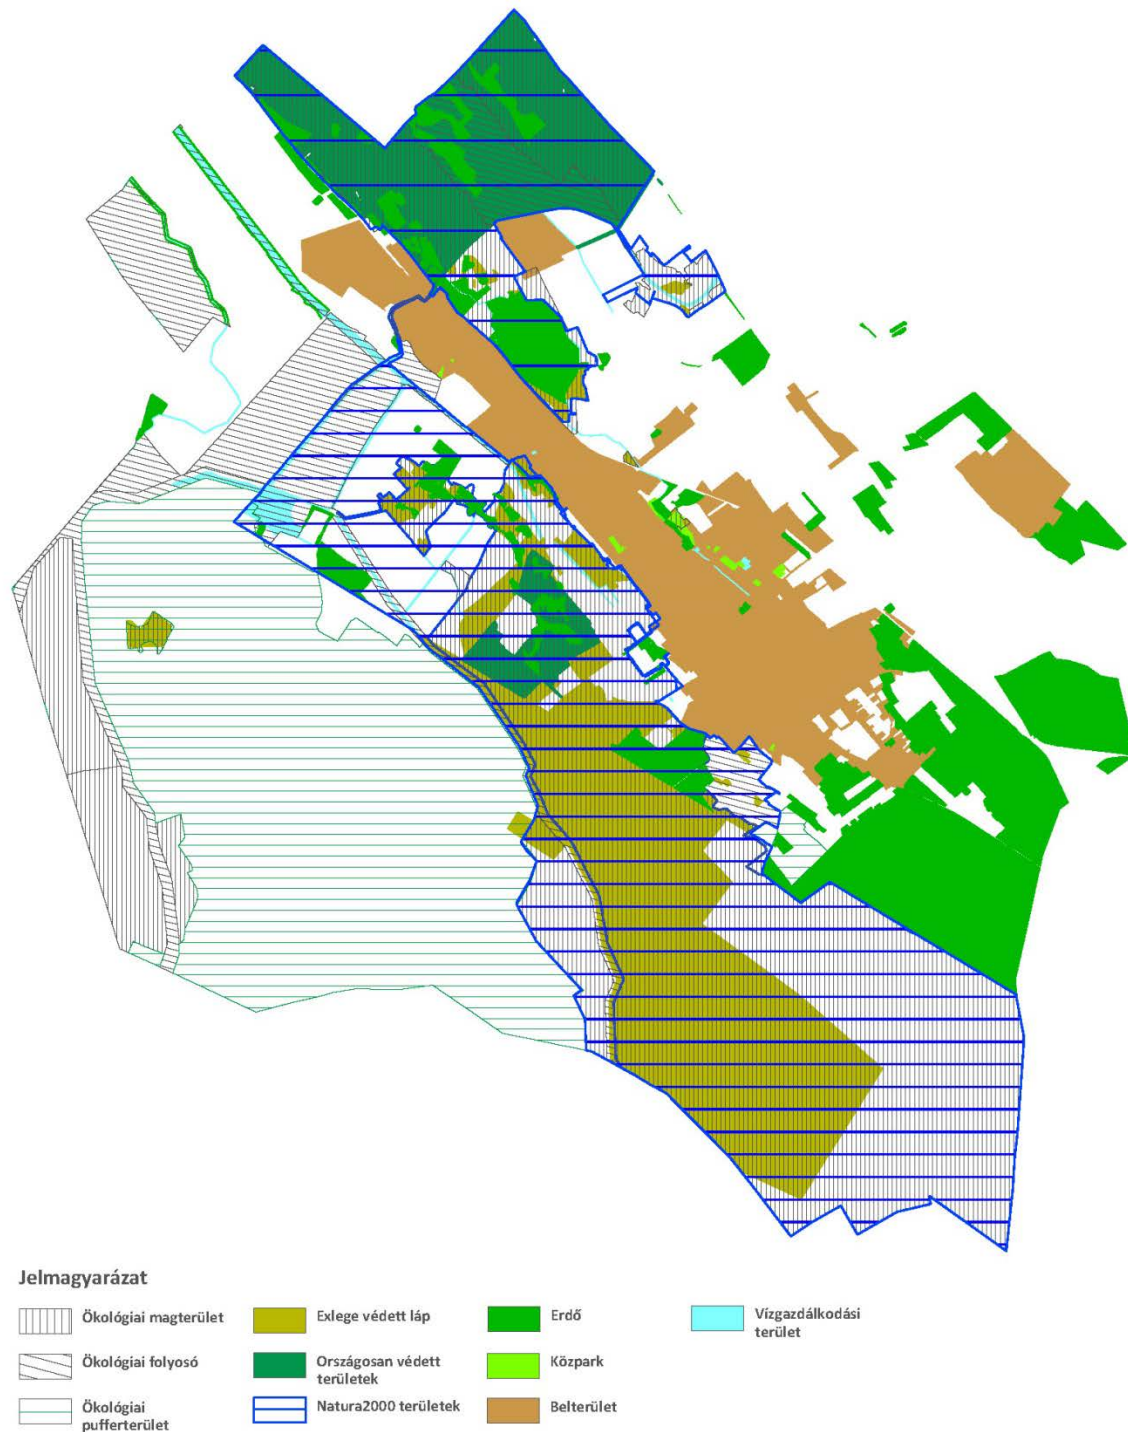 Jelmagyarázat
Ökológiai magterület
Ökológiai folyosó
Ökológiai
pufferterület
Exlege védett láp
Országosan védett
területek
Natura2000 területek
Erdő
Közpark
Belterület
Vízgazdálkodási
terület